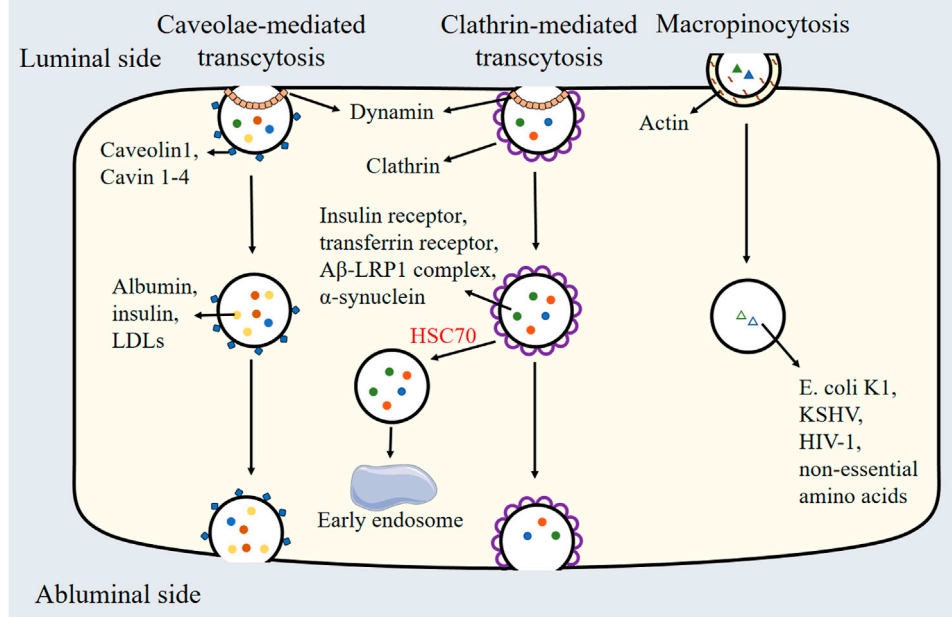 Caveolae-mediated
transcytosis
Clathrin-mediated
transcytosis
Macropinocytosis
Luminal side
Dynamin
Actin
Caveolin1,
Cavin 1-4
Clathrin
Insulin receptor,
transferrin receptor,
Aβ-LRP1 complex,
α-synuclein
Albumin,
insulin,
LDLs
HSC70
E. coli K1,
KSHV,
HIV-1,
non-essential
amino acids
Early endosome
Abluminal side